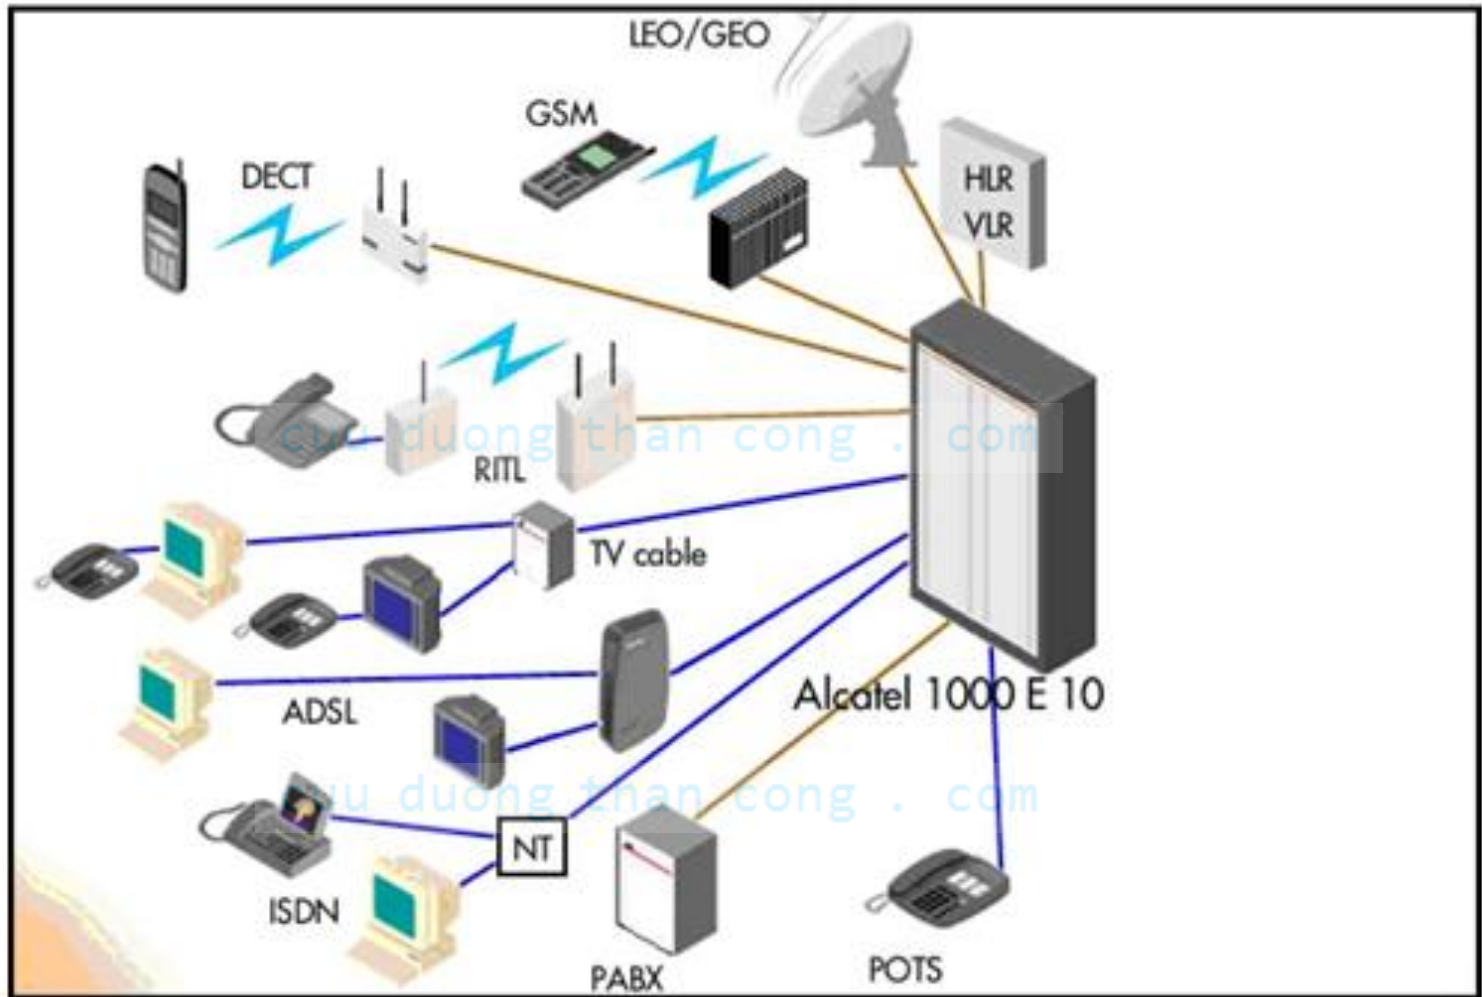 LEO/GEO
GSM
DECT
HLR
VLR
cuu duong than cong . com
RITL
TV cable
Alcatel 1000 E 10
ADSL
cuu duong than cong . com
NT
ISDN
PABX
POTS